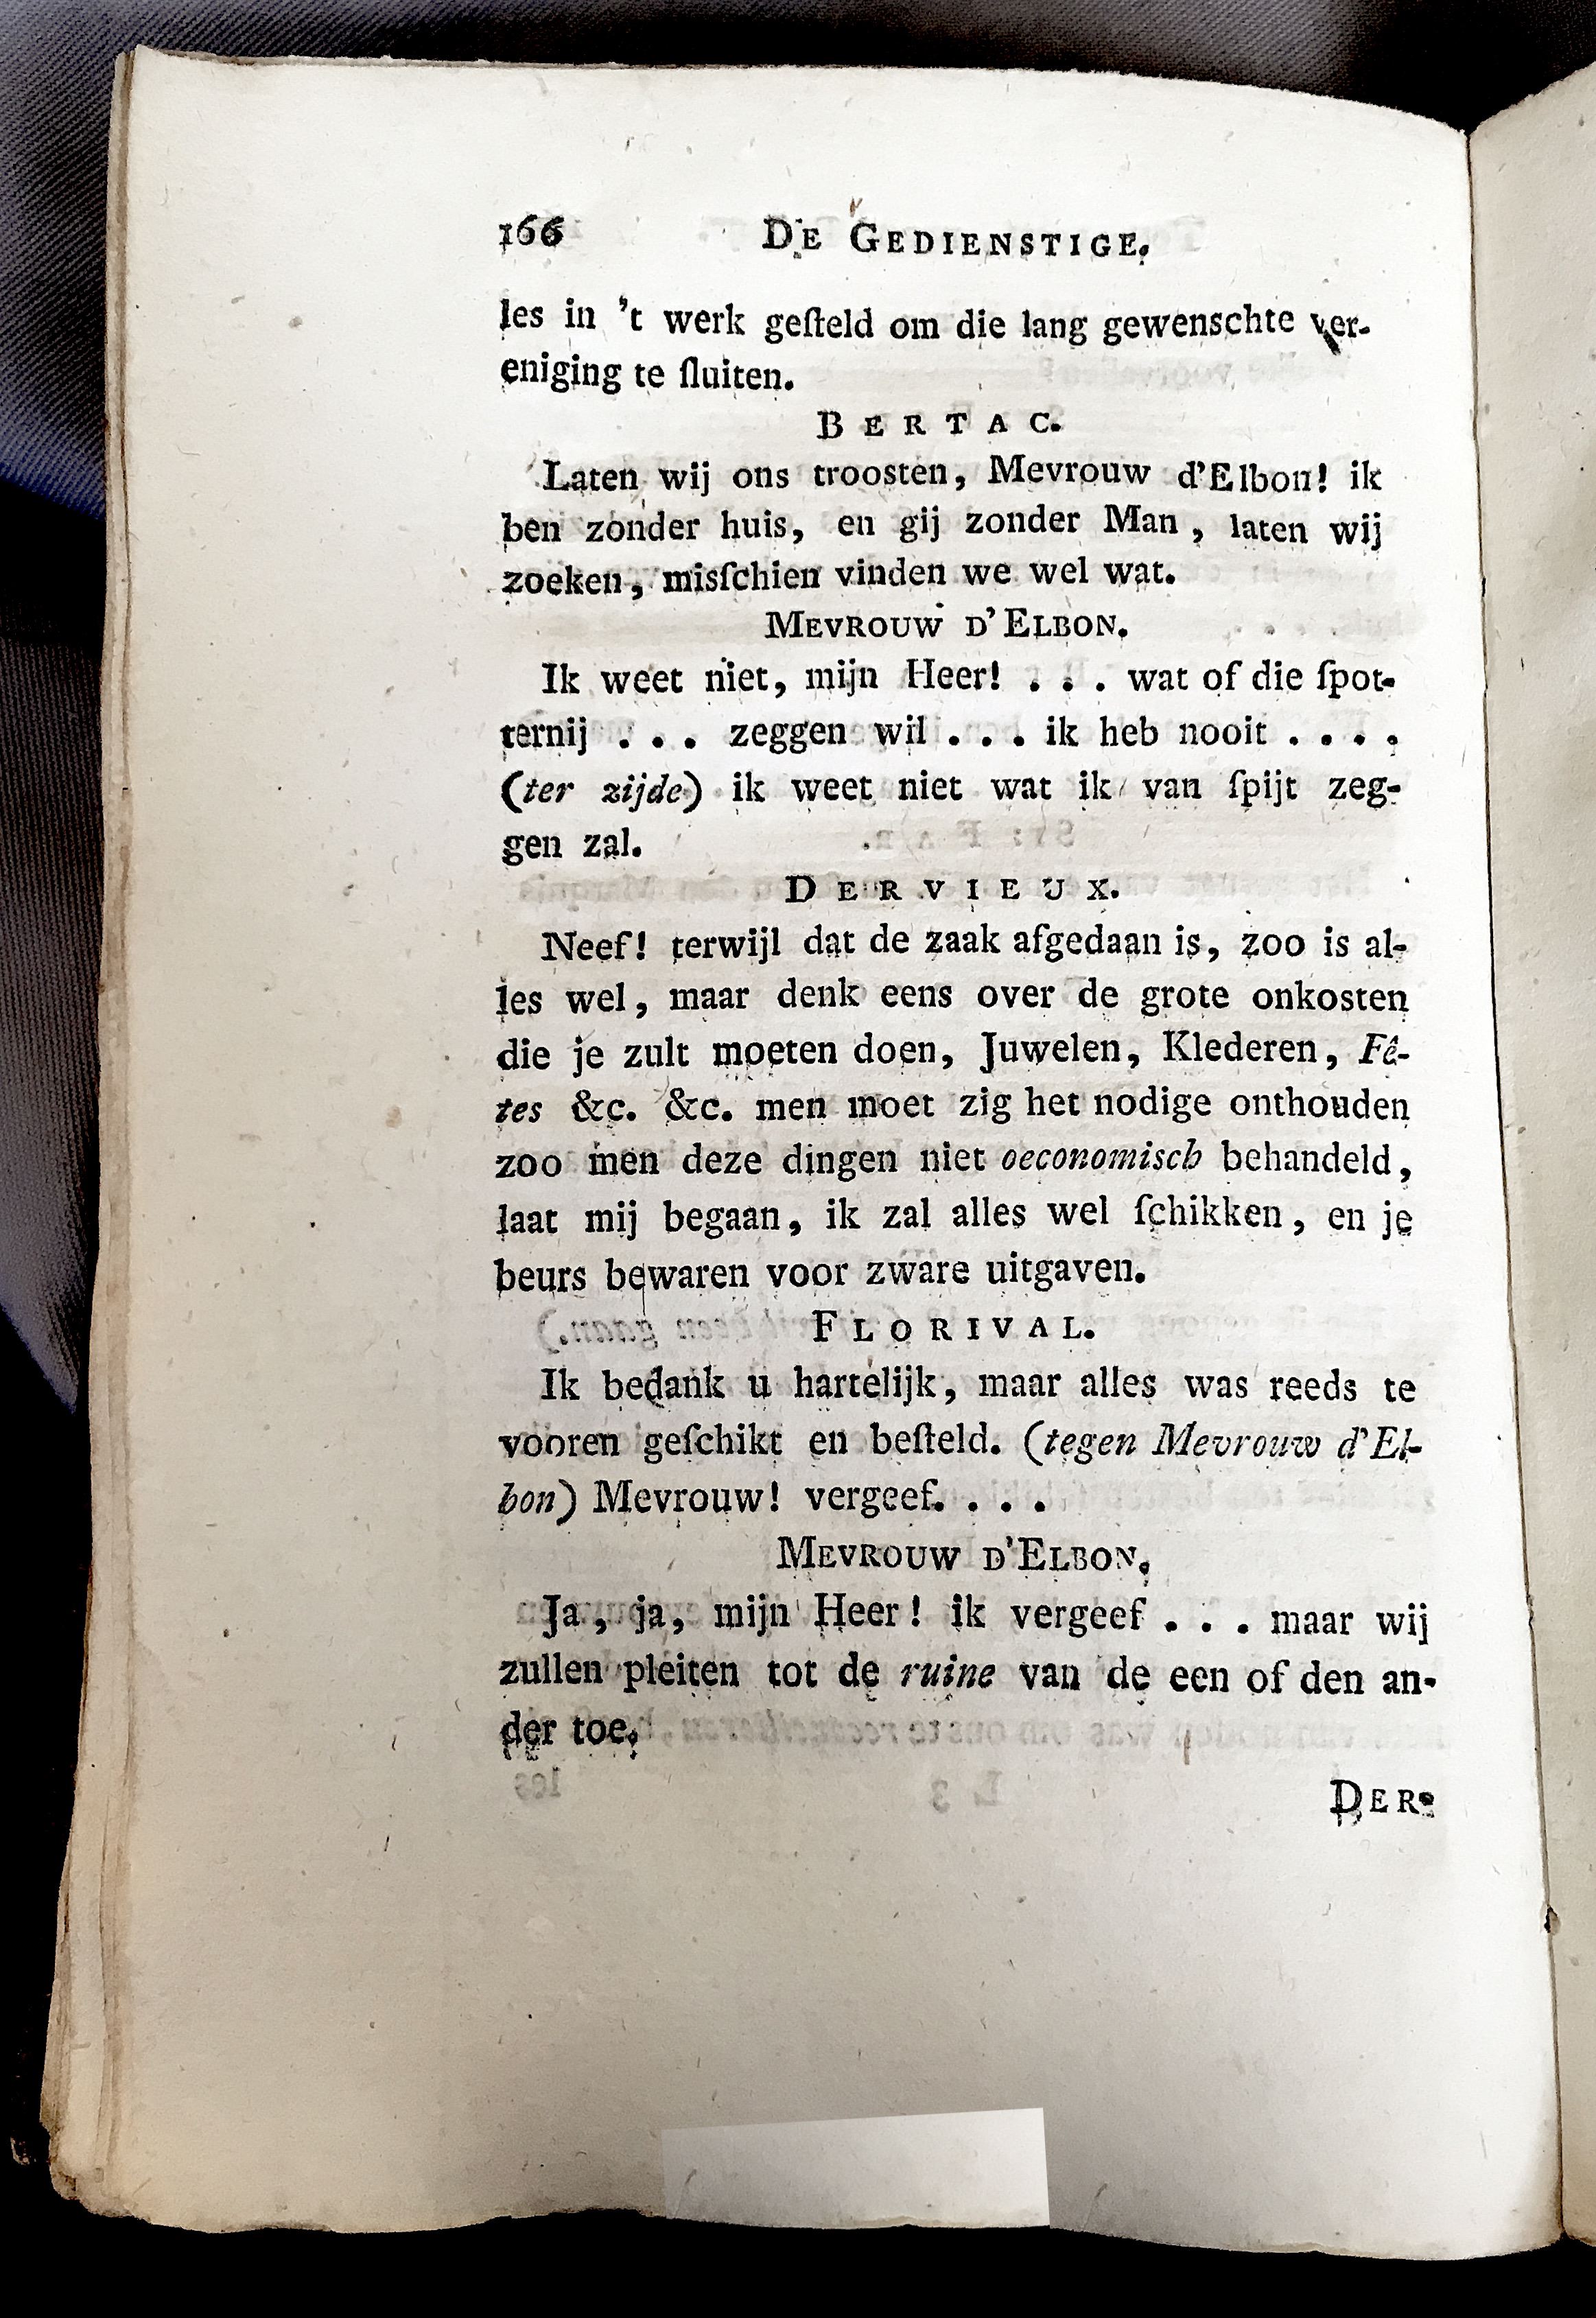 166 DE GEDIENSTIGE.
les in 't werk geſteld om die lang gewenschte ver-
eniging te ſluiten.
BERTAC.
Laten wij ons troosten, Mevrouw d'Elbon! ik
ben zonder huis, en gij zonder Man, laten wij
zoeken, misſchien vinden we wel wat.
MEVROUW D'ELBON.
Ik weet niet, mijn Heer! . . . wat of die ſpot-
ternij . . . zeggen wil . . . ik heb nooit . . . .
(ter zijde) ik weet niet wat ik van ſpijt zeg-
gen zal.
DERVIEUX.
Neef! terwijl dat de zaak afgedaan is, zoo is al-
les wel, maar denk eens over de grote onkosten
die je zult moeten doen, Juwelen, Klederen, Fê-
tes &c. &c. men moet zig het nodige onthouden
zoo men deze dingen niet oeconomisch behandeld,
laat mij begaan, ik zal alles wel ſchikken, en je
beurs bewaren voor zware uitgaven.
FLORIVAL.
Ik bedank u hartelijk, maar alles was reeds te
vooren geſchikt en beſteld. (tegen Mevrouw d'El-
bon) Mevrouw! vergeef. . . .
MEVROUW D'ELBON.
Ja, ja, mijn Heer! ik vergeef . . . maar wij
zullen pleiten tot de ruine van de een of den an-
der toe.
DER-